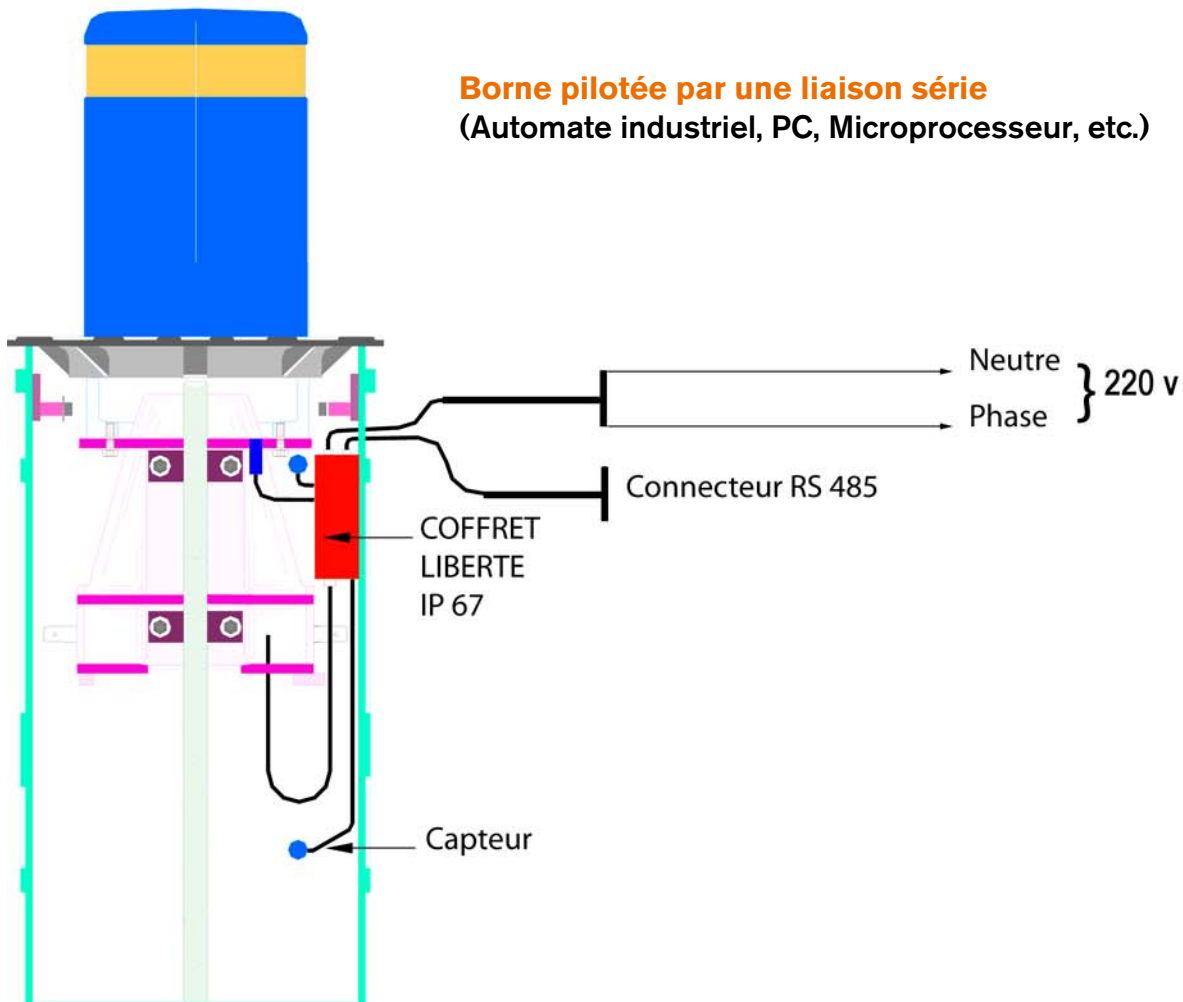 Borne pilotée par une liaison série
(Automate industriel, PC, Microprocesseur, etc.)
Neutre
Phase
220 v
Connecteur RS 485
COFFRET
LIBERTE
IP 67
Capteur